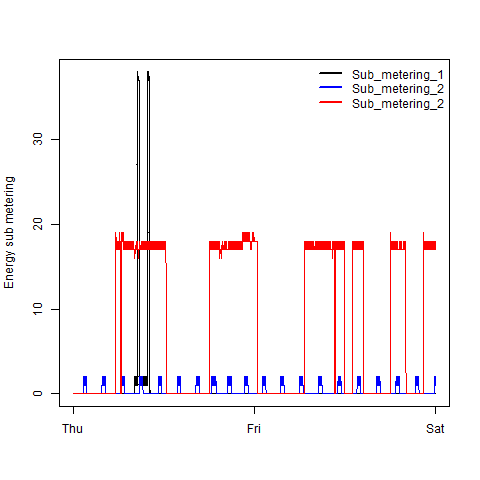 Sub_metering_1
Sub_metering_2
Sub_metering_2
Energy sub metering
30
20
10
0
Thu Fri Sat